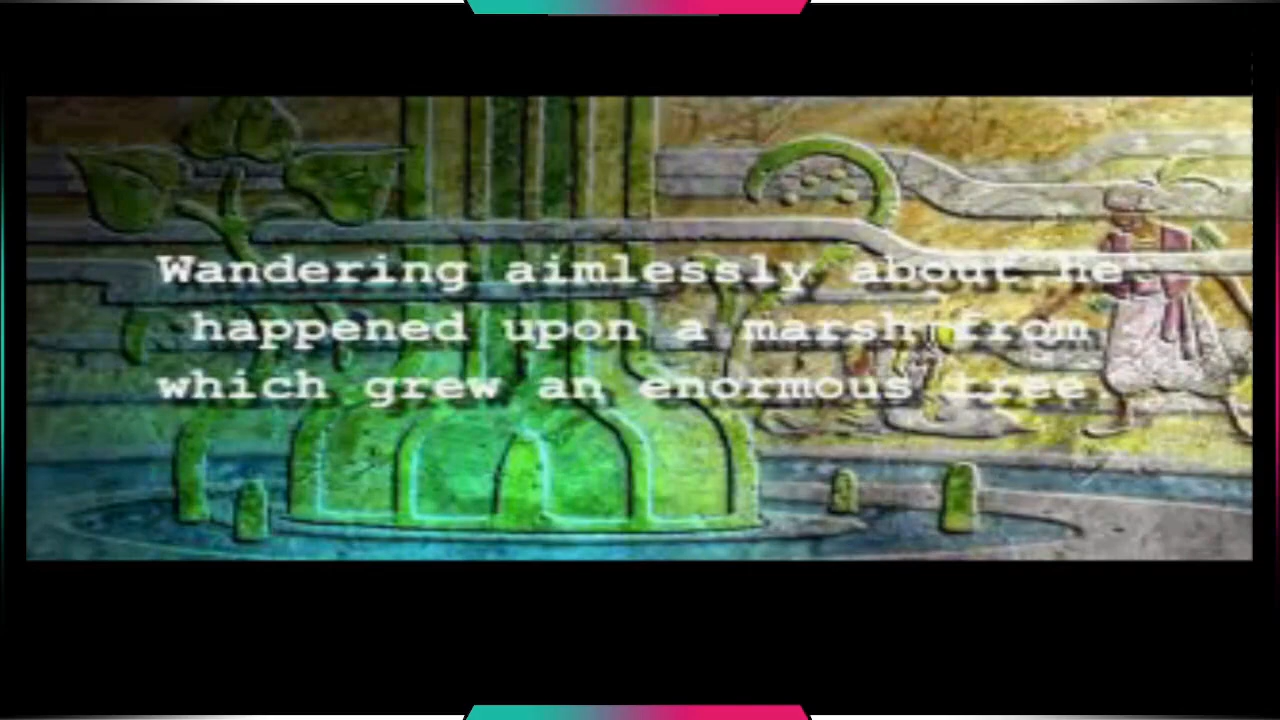 Wandering aimlessly about he
happened upon a marsh from
which grew an enormous tree.